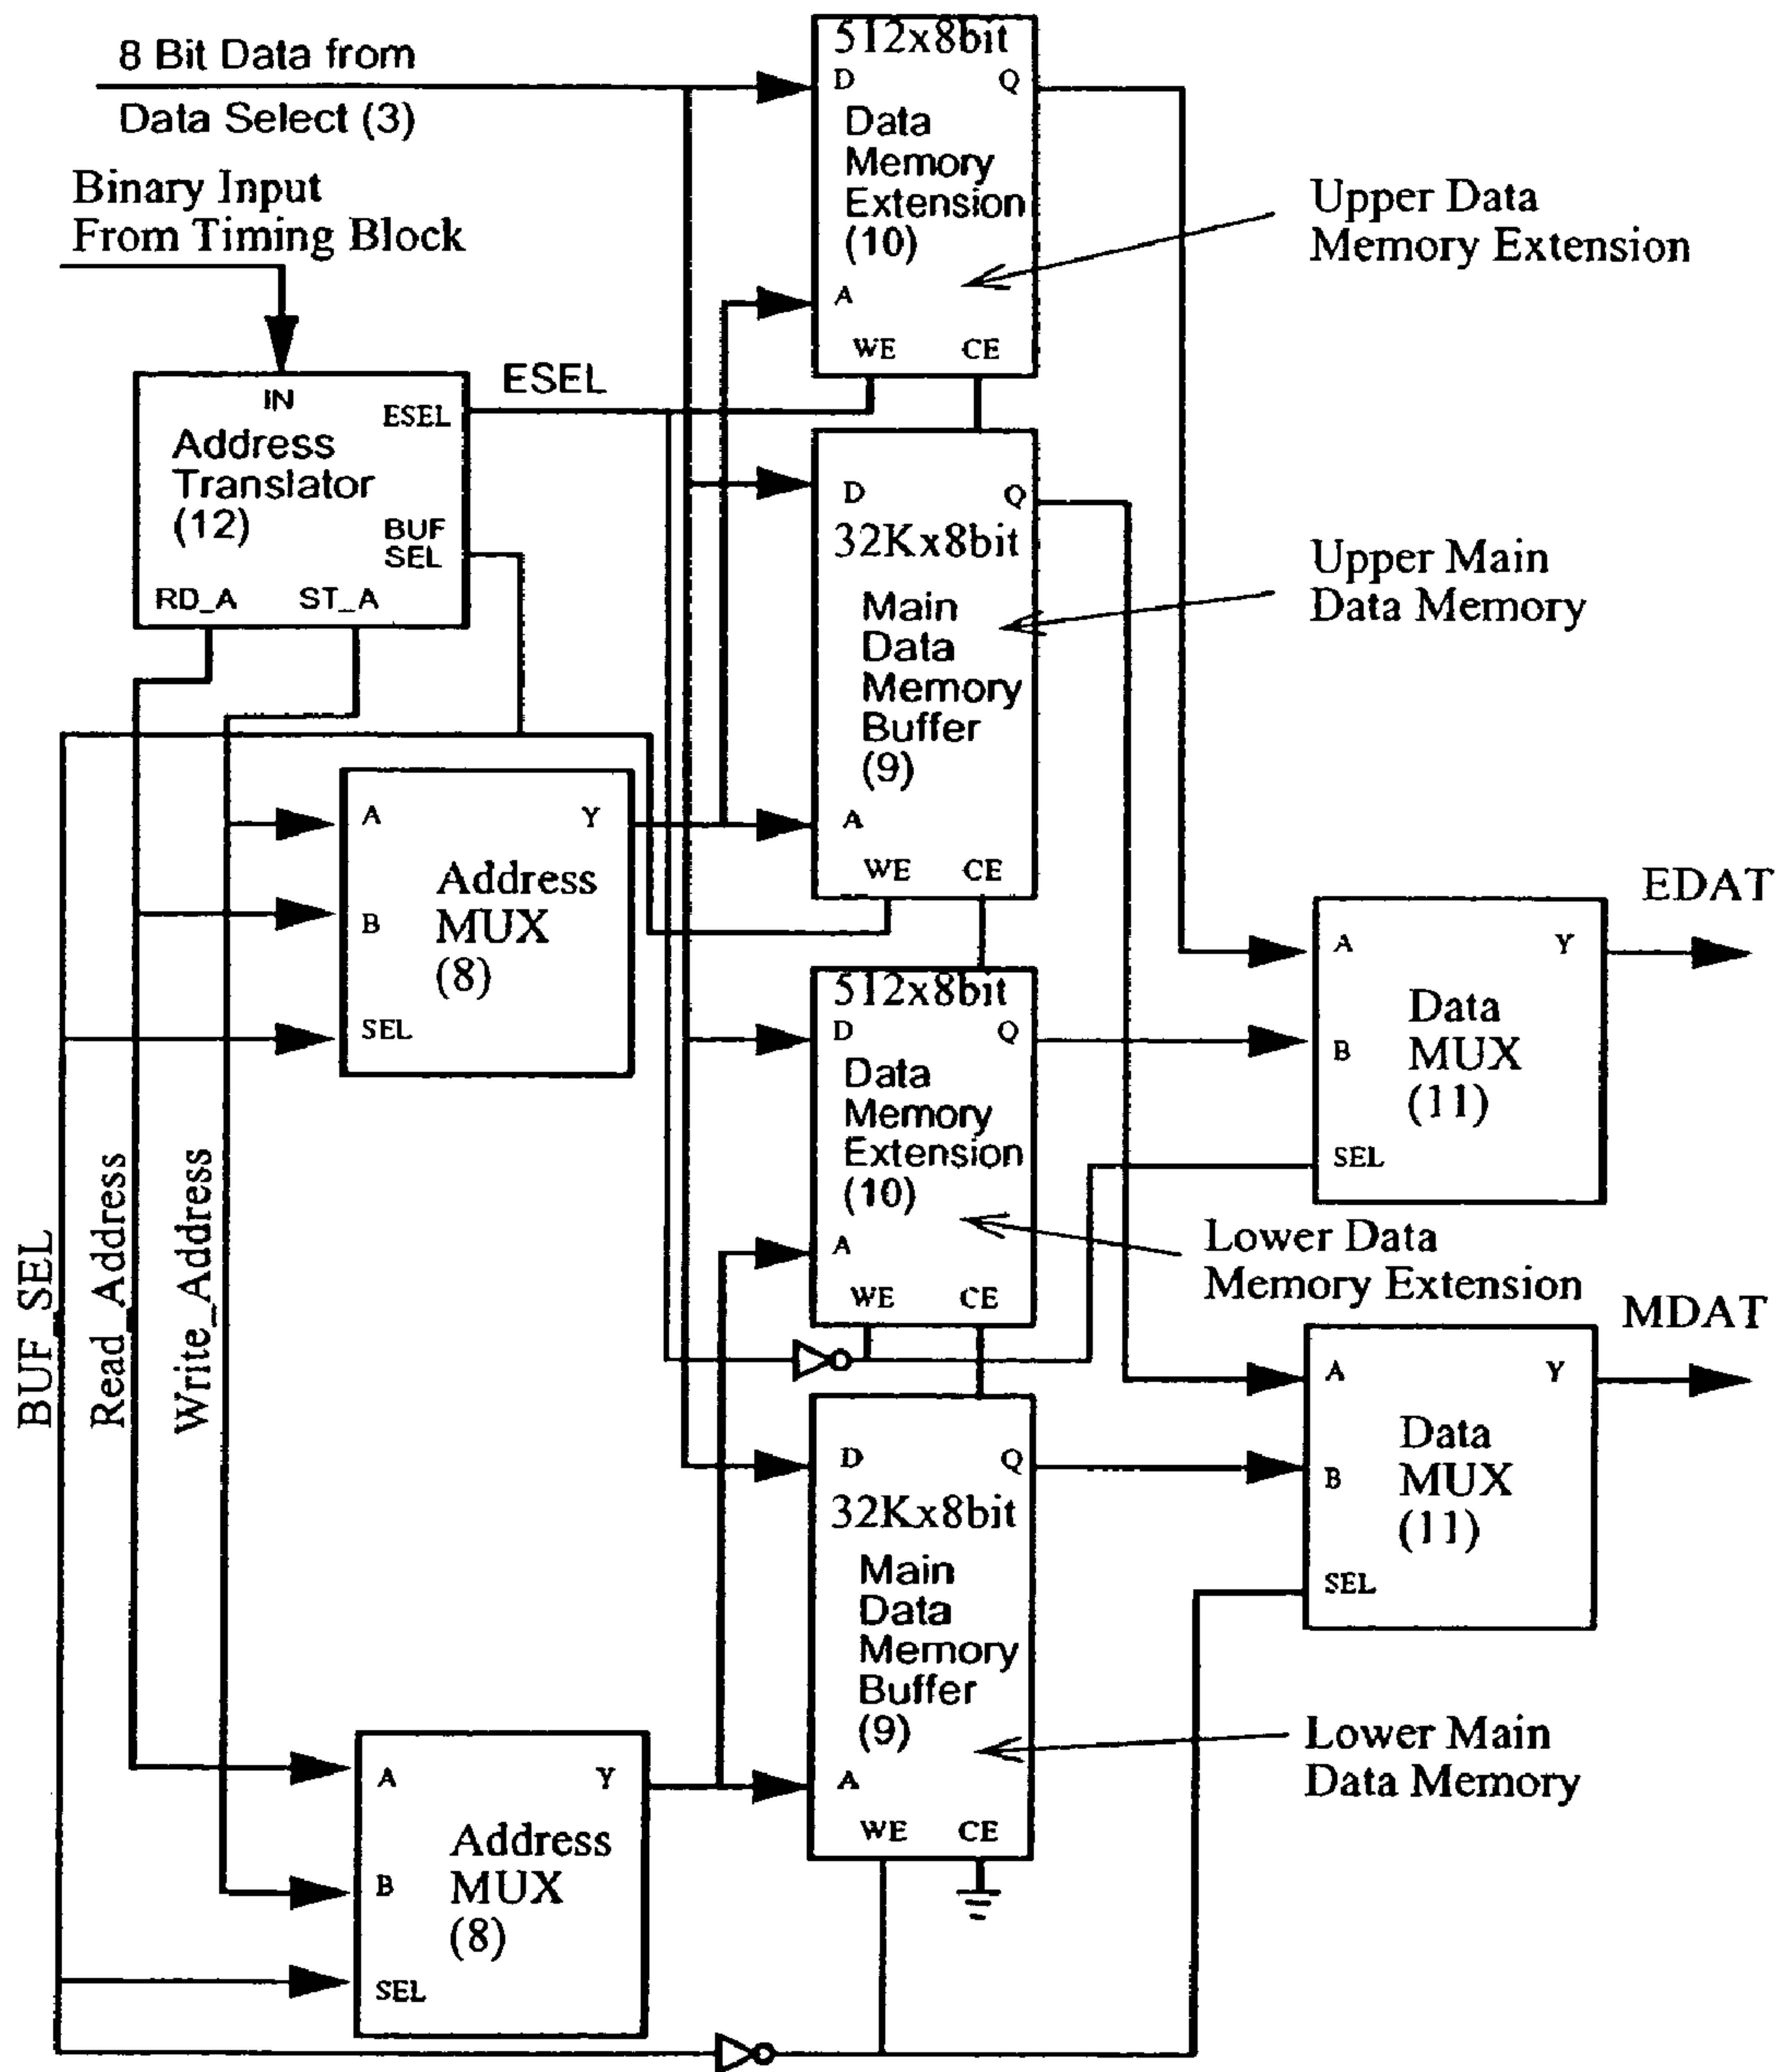 8 Bit Data from
Data Select (3)
Binary Input
From Timing Block
IN
ESEL
Address
Translator
(12)
BUF
SEL
RD_A
ST_A
ESEL
512x8bit
D
Q
Data
Memory
Extension
(10)
A
WE
CE
Upper Data
Memory Extension
D
Q
32Kx8bit
Main
Data
Memory
Buffer
(9)
A
WE
CE
Upper Main
Data Memory
A
Y
Address
MUX
(8)
B
SEL
512x8bit
D
Q
Data
Memory
Extension
(10)
A
WE
CE
Lower Data
Memory Extension
A
Y
Data
MUX
(11)
B
SEL
EDAT
BUF_SEL
Read_Address
Write_Address
D
Q
32Kx8bit
Main
Data
Memory
Buffer
(9)
A
WE
CE
Lower Main
Data Memory
A
Y
Data
MUX
(11)
B
SEL
MDAT
A
Y
Address
MUX
(8)
B
SEL